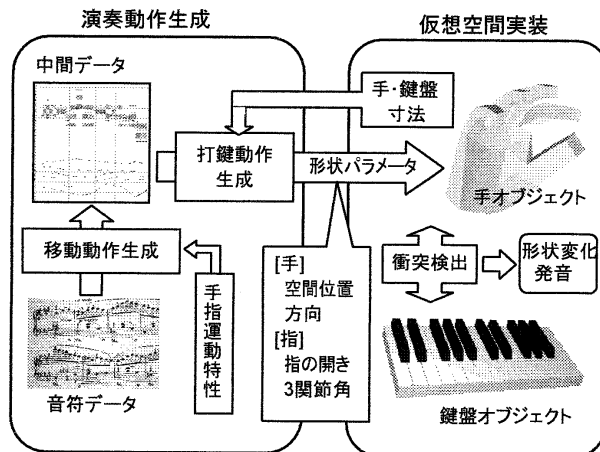 演奏動作生成
仮想空間実装
中間データ
手・鍵盤
寸法
打鍵動作
生成
形状パラメータ
手オブジェクト
移動動作生成
手指運動特性
[手]
空間位置
方向
[指]
指の開き
3関節角
衝突検出
形状変化
発音
音符データ
鍵盤オブジェクト